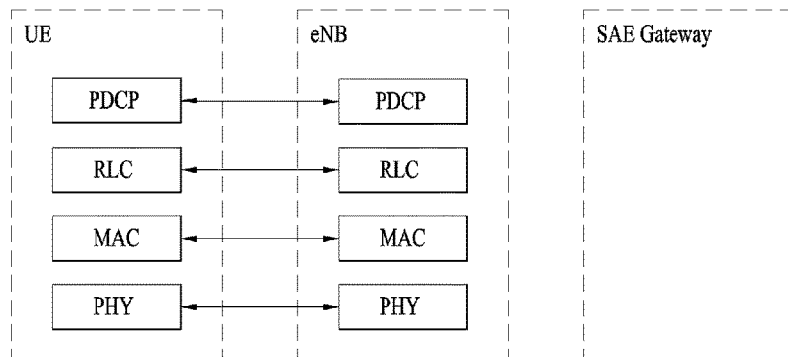 UE
eNB
SAE Gateway
PDCP
PDCP
RLC
RLC
MAC
MAC
PHY
PHY